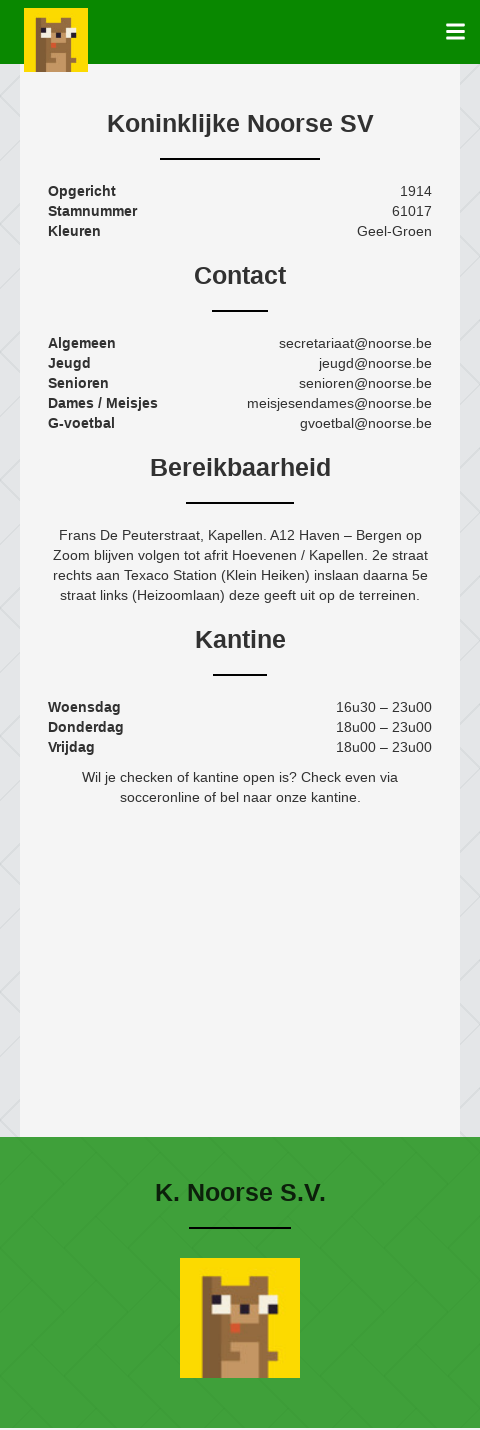 Koninklijke Noorse SV
Opgericht 1914
Stamnummer 61017
Kleuren Geel-Groen
Contact
Algemeen secretariaat@noorse.be
Jeugd jeugd@noorse.be
Senioren senioren@noorse.be
Dames / Meisjes meisjesendames@noorse.be
G-voetbal gvoetbal@noorse.be
Bereikbaarheid
Frans De Peuterstraat, Kapellen. A12 Haven – Bergen op
Zoom blijven volgen tot afrit Hoevenen / Kapellen. 2e straat
rechts aan Texaco Station (Klein Heiken) inslaan daarna 5e
straat links (Heizoomlaan) deze geeft uit op de terreinen.
Kantine
Woensdag 16u30 – 23u00
Donderdag 18u00 – 23u00
Vrijdag 18u00 – 23u00
Wil je checken of kantine open is? Check even via
socceronline of bel naar onze kantine.
K. Noorse S.V.